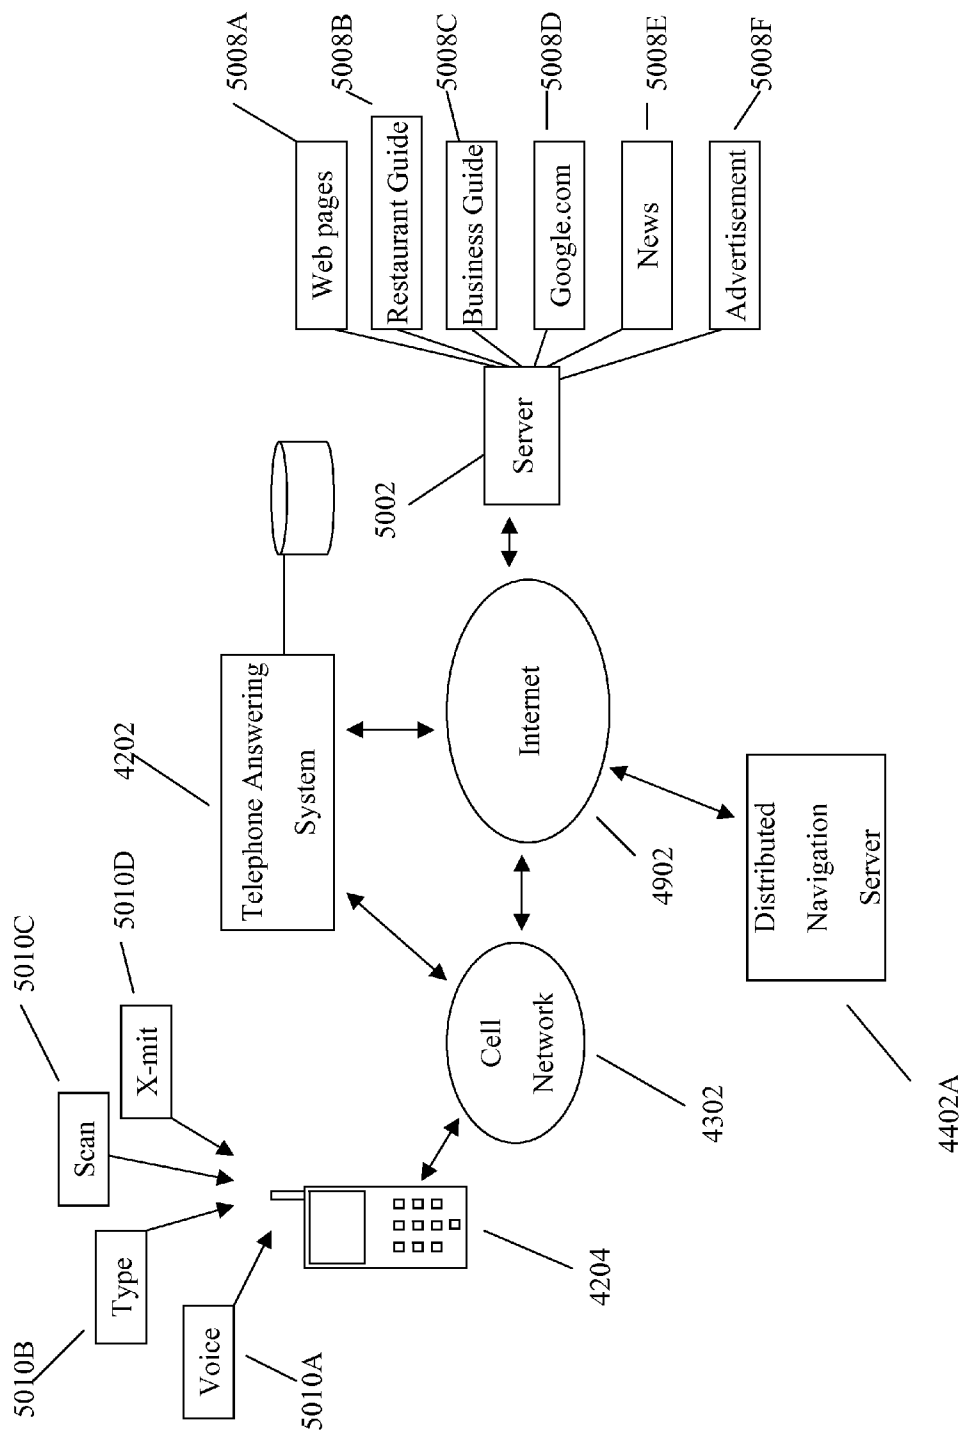 5010B
Type
Voice
5010A
Scan
5010C
X-mit
5010D
4204
Cell
Network
4302
4202
Telephone Answering
System
Internet
4902
Distributed
Navigation
Server
4402A
5002
Server
Web pages
5008A
Restaurant Guide
5008B
Business Guide
5008C
Google.com
5008D
News
5008E
Advertisement
5008F